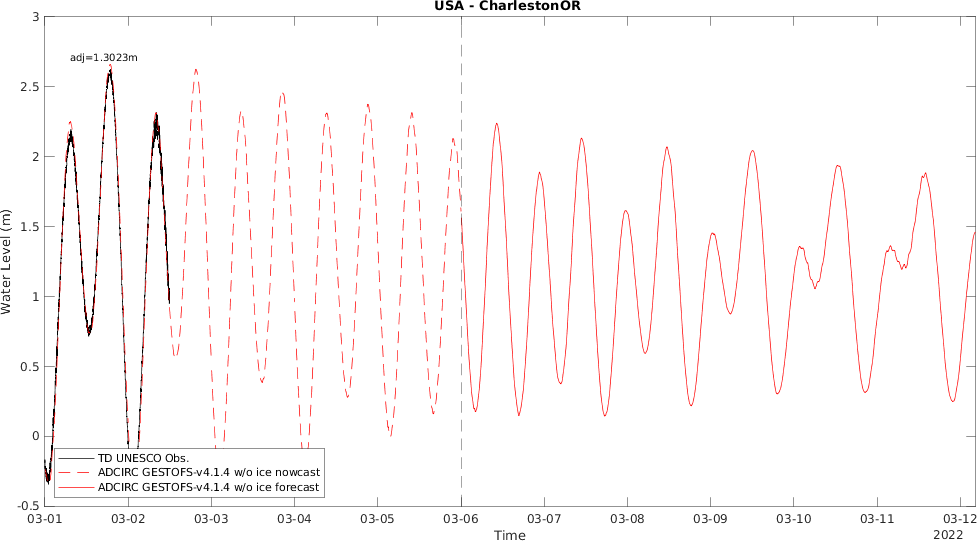 USA - CharlestonOR
3
adj=1.3023m
2.5
2
1.5
1
0.5
0
-0.5
Water Level (m)
TD UNESCO Obs.
ADCIRC GESTOFS-v4.1.4 w/o ice nowcast
ADCIRC GESTOFS-v4.1.4 w/o ice forecast
03-01 03-02 03-03 03-04 03-05 03-06 03-07 03-08 03-09 03-10 03-11 03-12
Time
2022